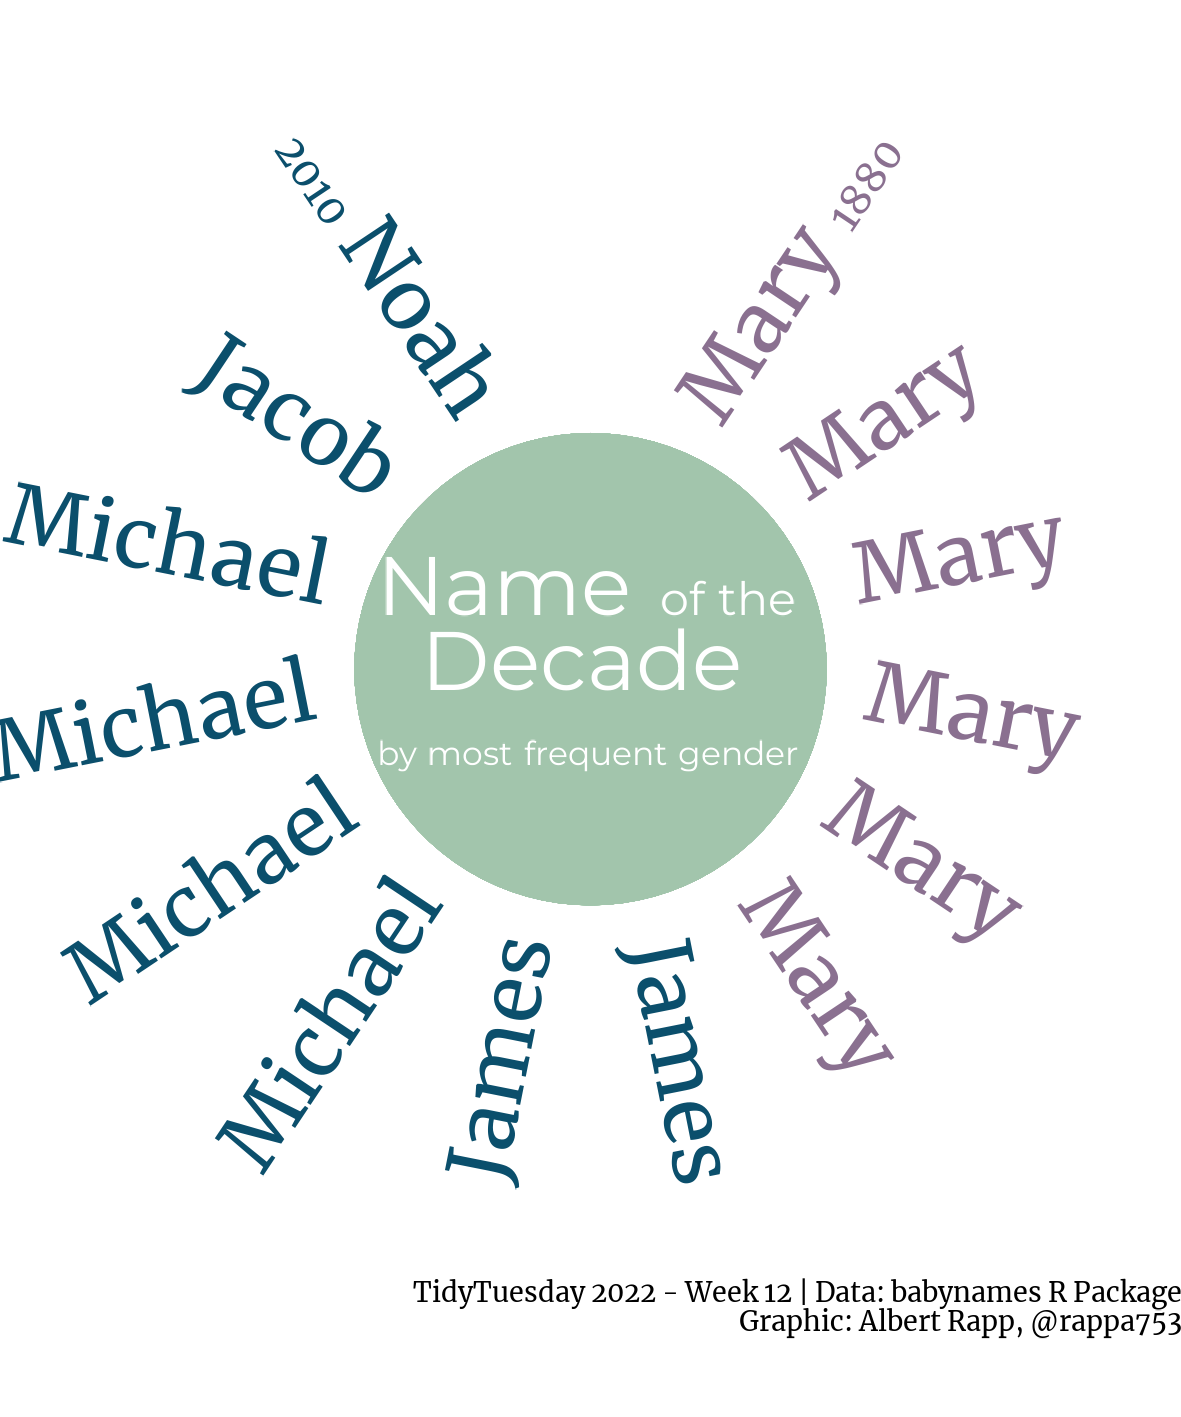 Name of the
Decade
by most frequent gender
Mary 1880
Mary
Mary
Mary
Mary
Mary
James
James
Michael
Michael
Michael
Michael
Jacob
2010 Noah
TidyTuesday 2022 - Week 12 | Data: babynames R Package
Graphic: Albert Rapp, @rappa753